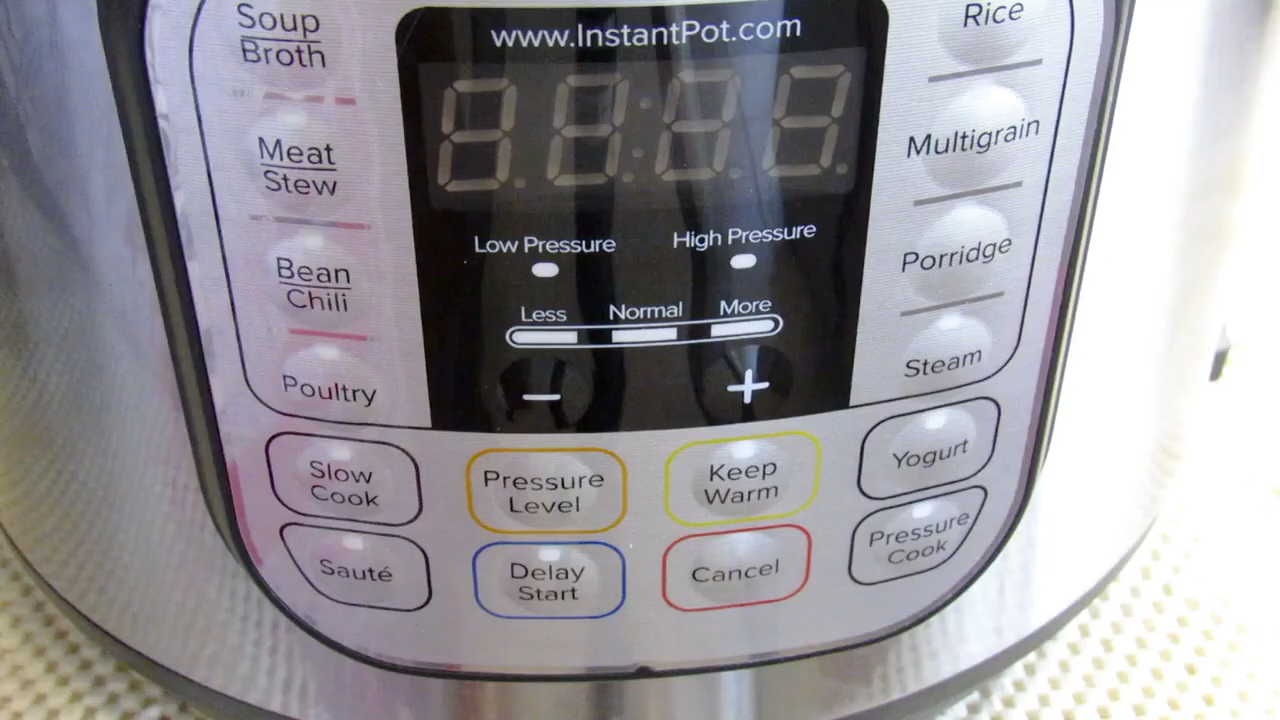 www.InstantPot.com
Soup
Broth
Meat
Stew
Bean
Chili
Poultry
Low Pressure
High Pressure
Less
Normal
More
−
+
Rice
Multigrain
Porridge
Steam
Slow
Cook
Pressure
Level
Keep
Warm
Yogurt
Sauté
Delay
Start
Cancel
Pressure
Cook